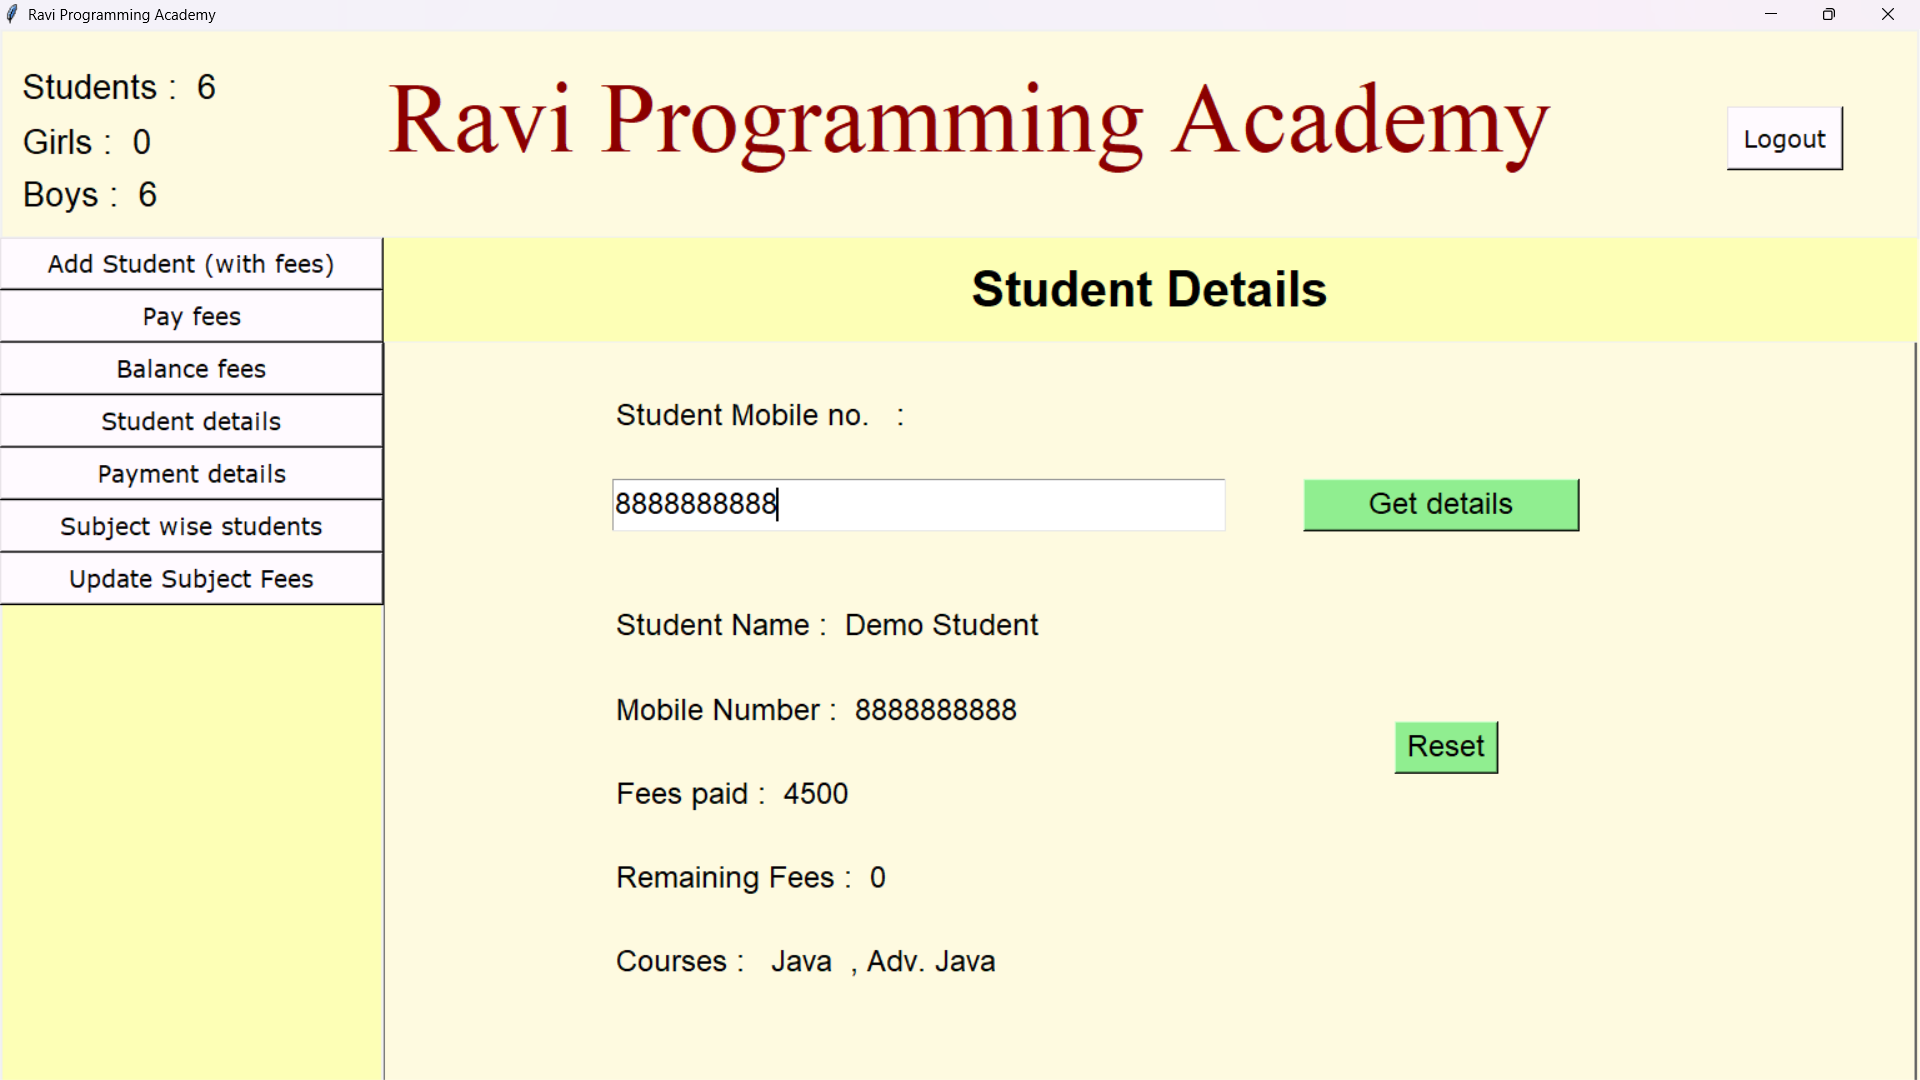 Ravi Programming Academy
Students : 6
Girls : 0
Boys : 6
Ravi Programming Academy
Logout
Add Student (with fees)
Pay fees
Balance fees
Student details
Payment details
Subject wise students
Update Subject Fees
Student Details
Student Mobile no. :
8888888888
Get details
Student Name : Demo Student
Mobile Number : 8888888888
Reset
Fees paid : 4500
Remaining Fees : 0
Courses : Java , Adv. Java